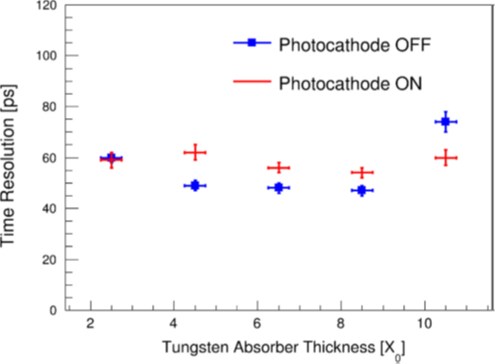 120
100
80
60
40
20
0
Time Resolution [ps]
Photocathode OFF
Photocathode ON
2 4 6 8 10
Tungsten Absorber Thickness [X0]